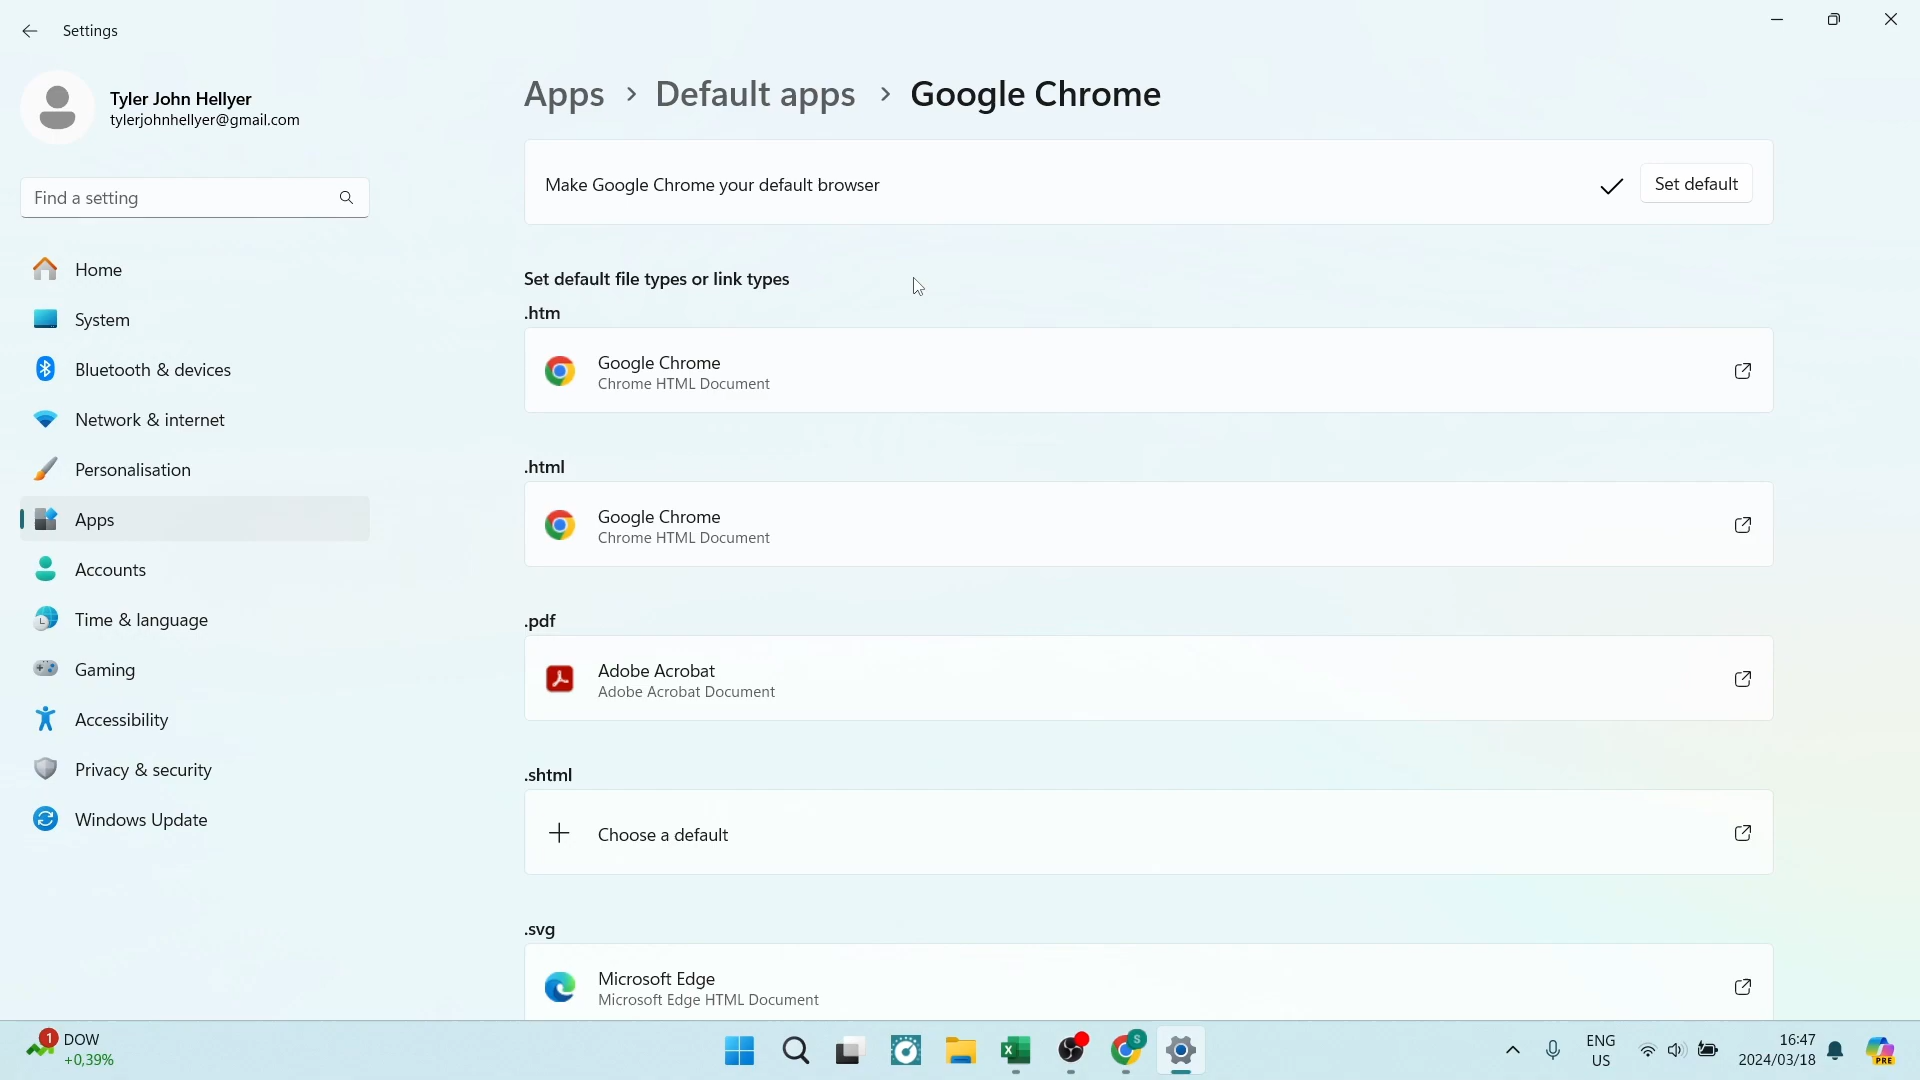 Settings
Tyler John Hellyer
tylerjohnhellyer@gmail.com
Find a setting
Home
System
Bluetooth & devices
Network & internet
Personalisation
Apps
Accounts
Time & language
Gaming
Accessibility
Privacy & security
Windows Update
Apps > Default apps > Google Chrome
Make Google Chrome your default browser
Set default
Set default file types or link types
.htm
Google Chrome
Chrome HTML Document
.html
Google Chrome
Chrome HTML Document
.pdf
Adobe Acrobat
Adobe Acrobat Document
.shtml
Choose a default
.svg
Microsoft Edge
Microsoft Edge HTML Document
1
DOW
+0,39%
X
S
ENG
US
16:47
2024/03/18
PRE